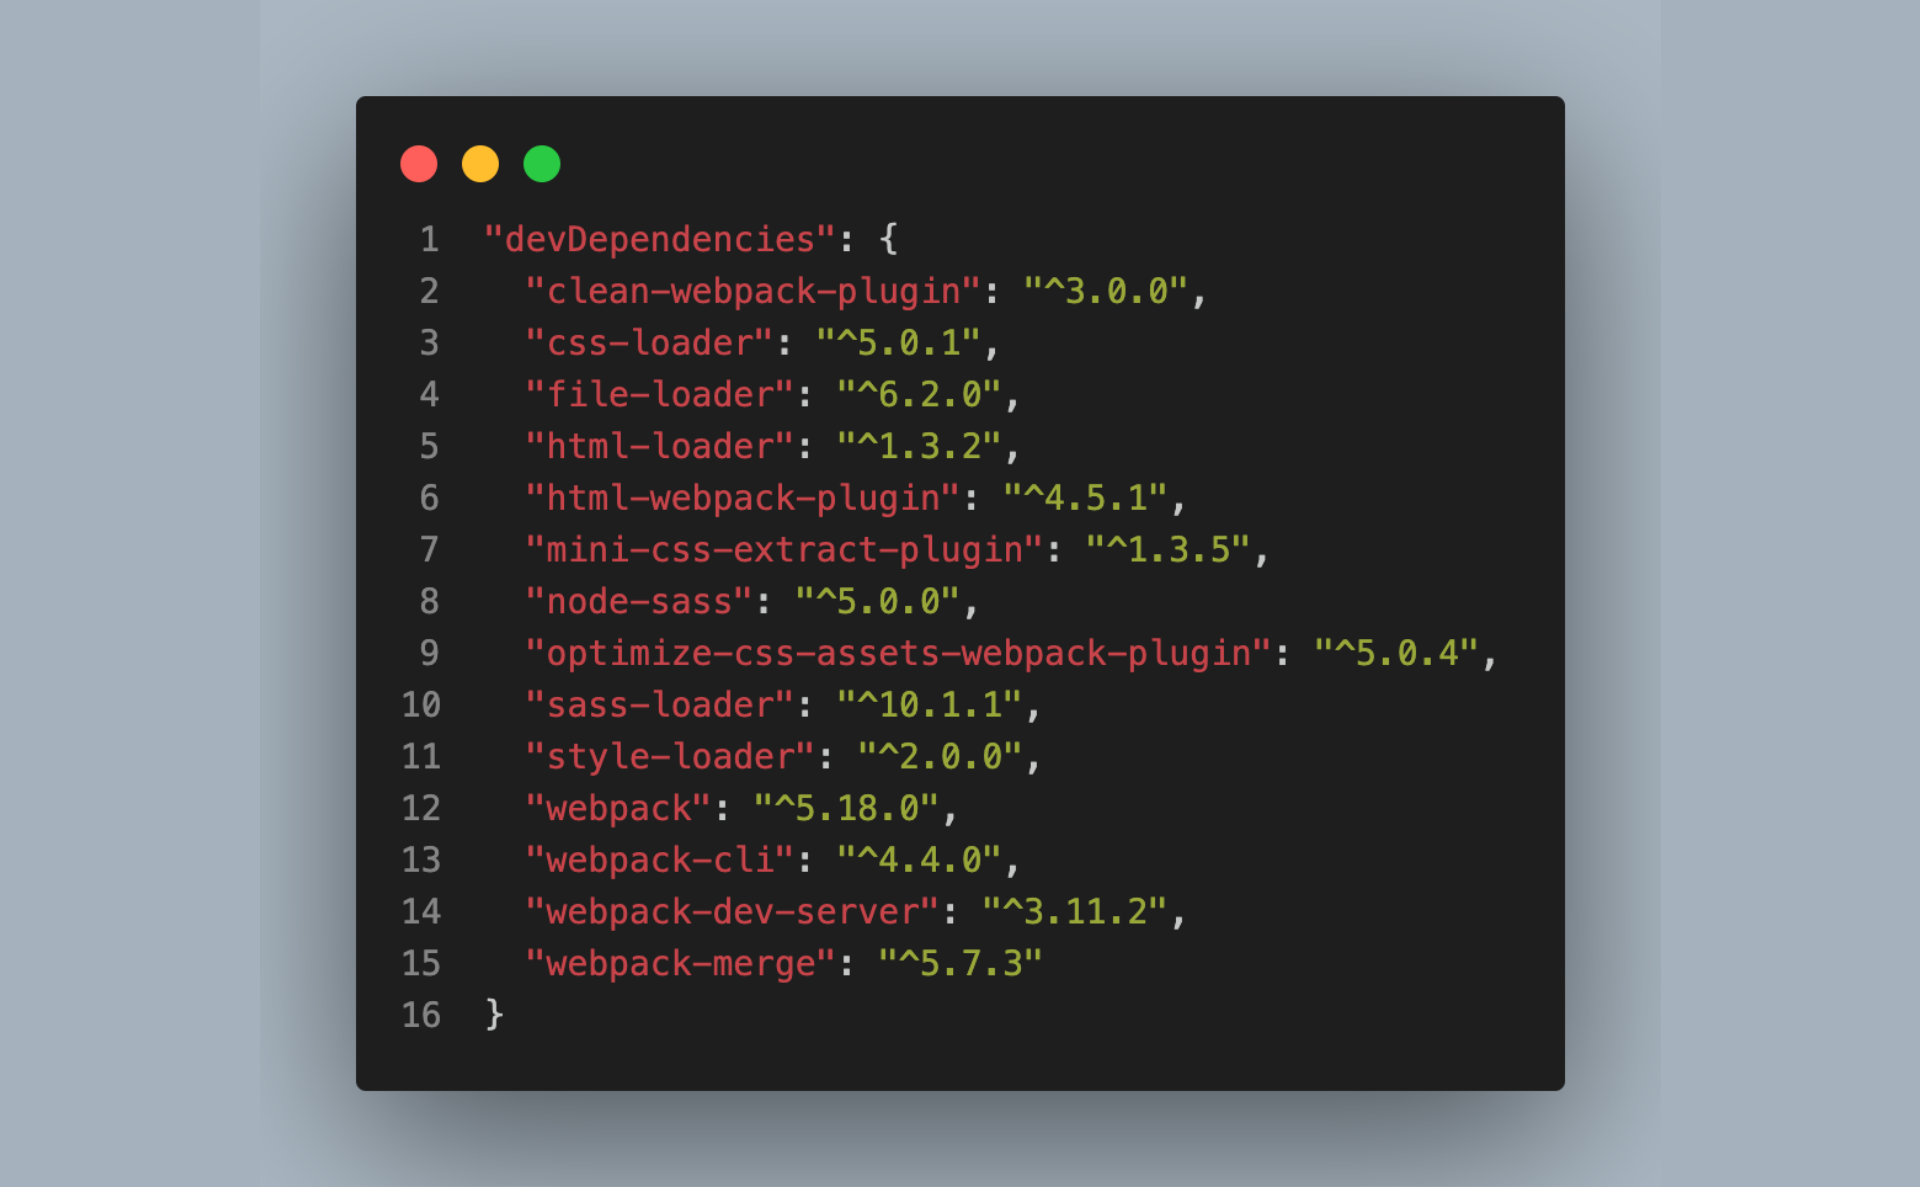 1 "devDependencies": {
2   "clean-webpack-plugin": "^3.0.0",
3   "css-loader": "^5.0.1",
4   "file-loader": "^6.2.0",
5   "html-loader": "^1.3.2",
6   "html-webpack-plugin": "^4.5.1",
7   "mini-css-extract-plugin": "^1.3.5",
8   "node-sass": "^5.0.0",
9   "optimize-css-assets-webpack-plugin": "^5.0.4",
10   "sass-loader": "^10.1.1",
11   "style-loader": "^2.0.0",
12   "webpack": "^5.18.0",
13   "webpack-cli": "^4.4.0",
14   "webpack-dev-server": "^3.11.2",
15   "webpack-merge": "^5.7.3"
16 }